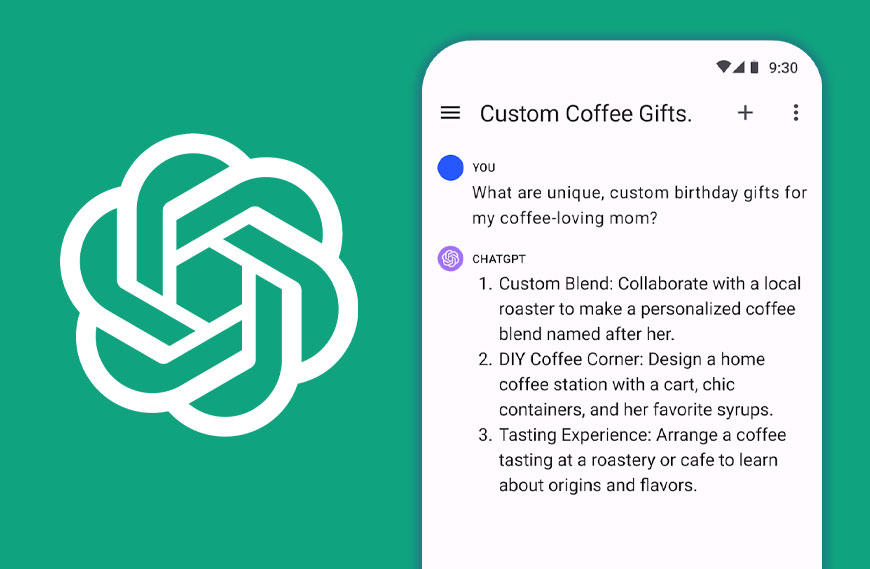 9:30
Custom Coffee Gifts.
YOU
What are unique, custom birthday gifts for
my coffee-loving mom?
CHATGPT
1. Custom Blend: Collaborate with a local
roaster to make a personalized coffee
blend named after her.
2. DIY Coffee Corner: Design a home
coffee station with a cart, chic
containers, and her favorite syrups.
3. Tasting Experience: Arrange a coffee
tasting at a roastery or cafe to learn
about origins and flavors.